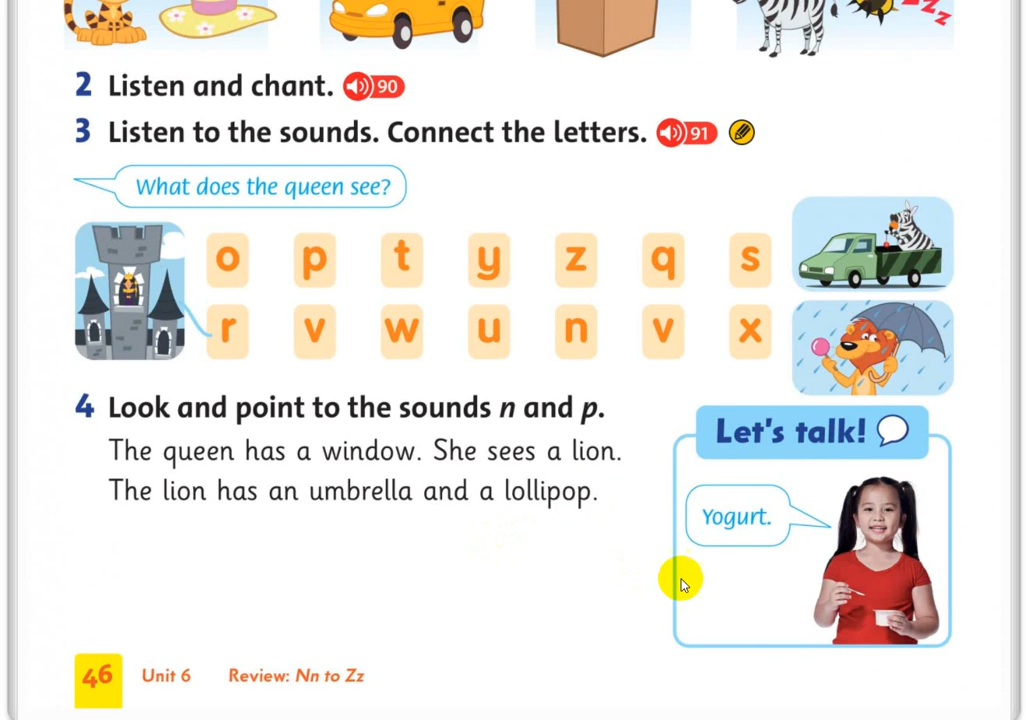 zzz
2 Listen and chant. 90
3 Listen to the sounds. Connect the letters. 91
What does the queen see?
o p t y z q s
r v w u n v x
4 Look and point to the sounds n and p.
The queen has a window. She sees a lion.
The lion has an umbrella and a lollipop.
Let's talk!
Yogurt.
46 Unit 6 Review: Nn to Zz